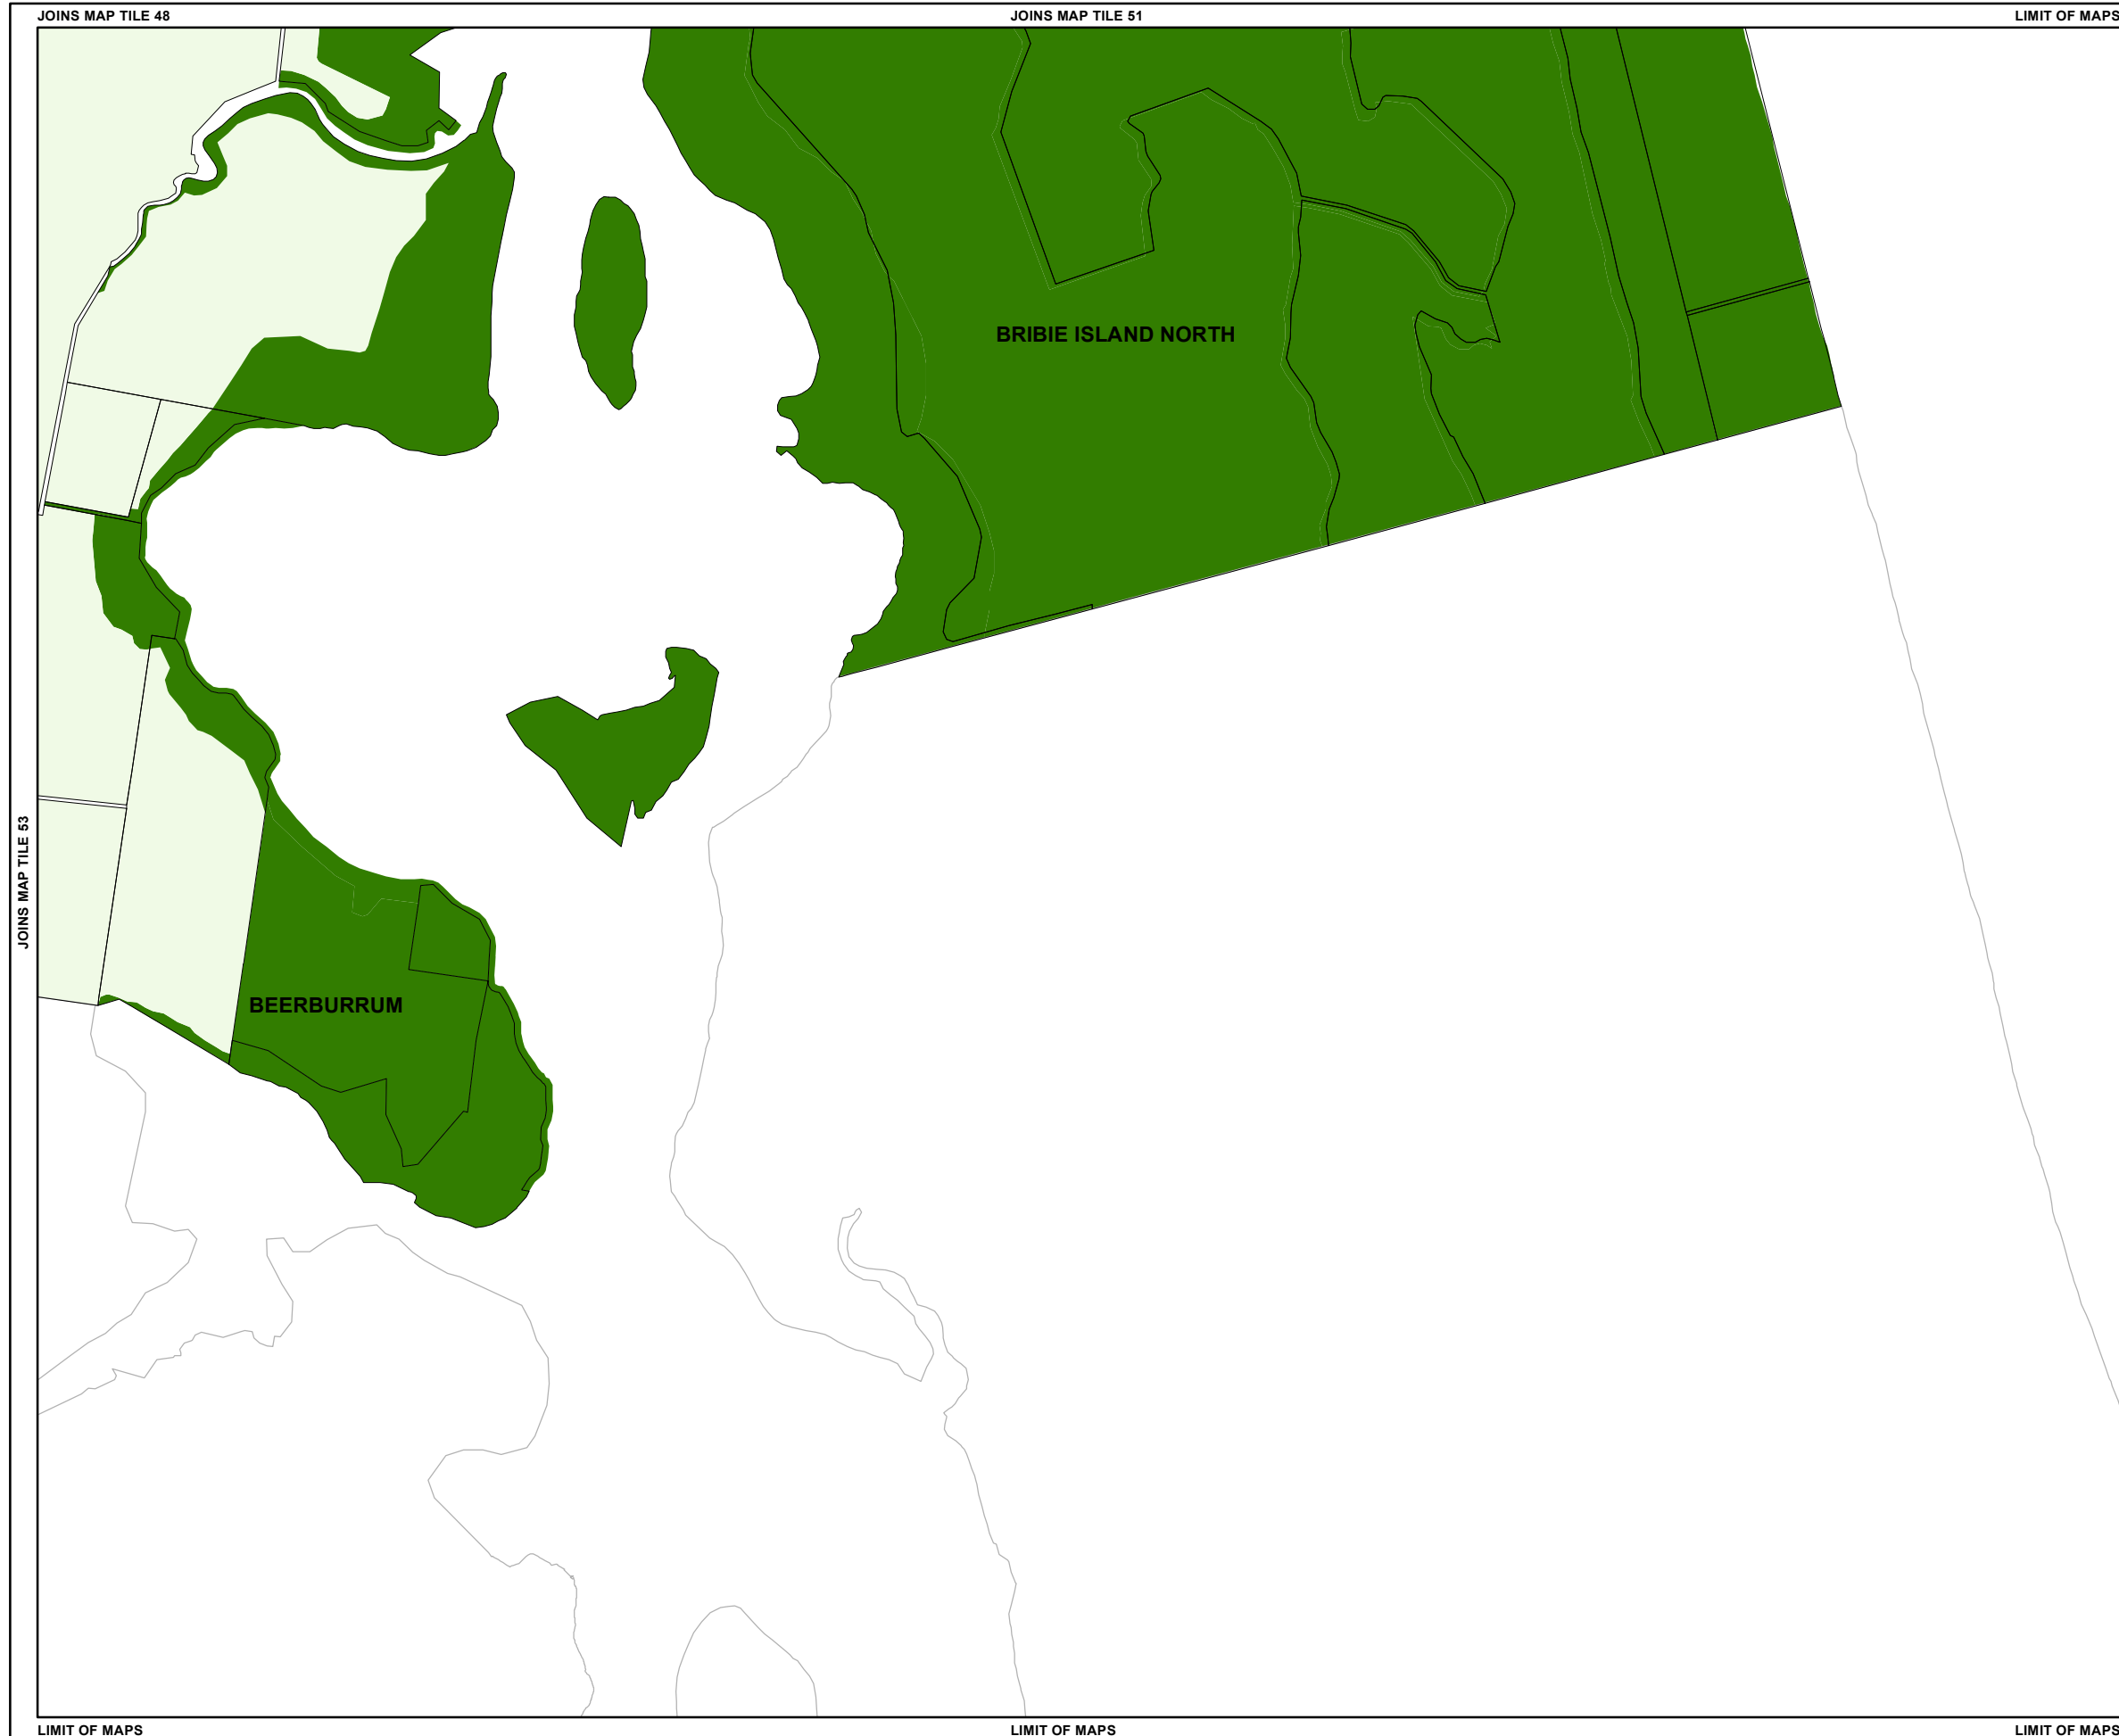 JOINS MAP TILE 48
JOINS MAP TILE 51
LIMIT OF MAPS
BRIBIE ISLAND NORTH
JOINS MAP TILE 53
BEERBURRUM
LIMIT OF MAPS
LIMIT OF MAPS
LIMIT OF MAPS